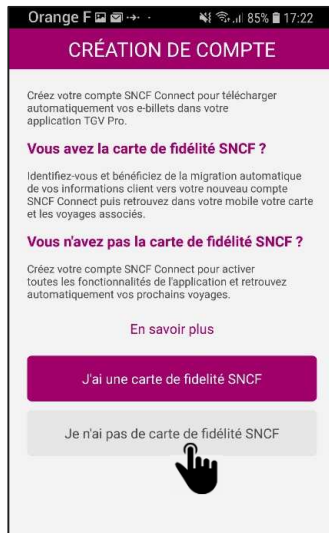 Orange F 85% 17:22
CRÉATION DE COMPTE
Créez votre compte SNCF Connect pour télécharger
automatiquement vos e-billets dans votre
application TGV Pro.
Vous avez la carte de fidélité SNCF ?
Identifiez-vous et bénéficiez de la migration automatique
de vos informations client vers votre nouveau compte
SNCF Connect puis retrouvez dans votre mobile votre carte
et les voyages associés.
Vous n'avez pas la carte de fidélité SNCF ?
Créez votre compte SNCF Connect pour activer
toutes les fonctionnalités de l'application et retrouvez
automatiquement vos prochains voyages.
En savoir plus
J'ai une carte de fidelité SNCF
Je n'ai pas de carte de fidélité SNCF